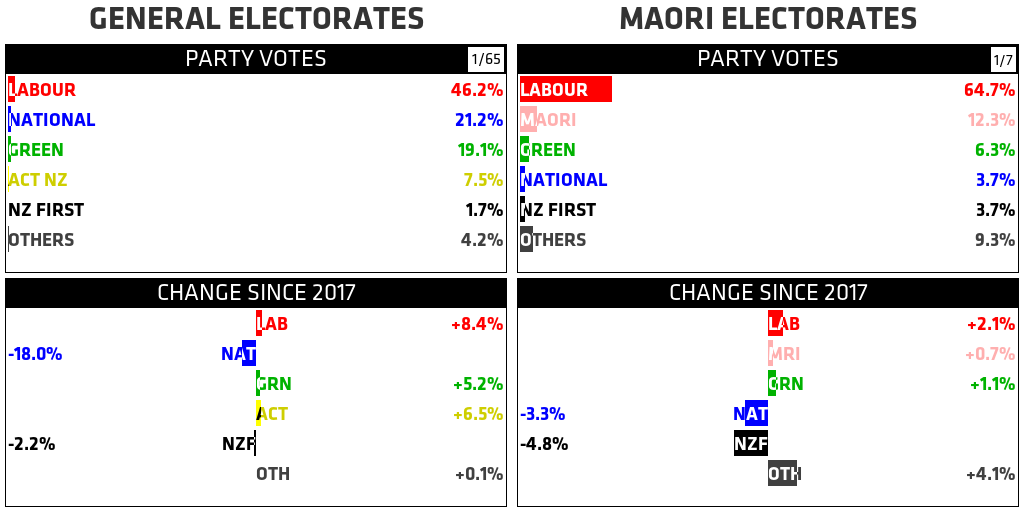 GENERAL ELECTORATES
PARTY VOTES 1/65
LABOUR 46.2%
NATIONAL 21.2%
GREEN 19.1%
ACT NZ 7.5%
NZ FIRST 1.7%
OTHERS 4.2%
CHANGE SINCE 2017
LAB +8.4%
-18.0% NAT
GRN +5.2%
ACT +6.5%
-2.2% NZF
OTH +0.1%
MAORI ELECTORATES
PARTY VOTES 1/7
LABOUR 64.7%
MAORI 12.3%
GREEN 6.3%
NATIONAL 3.7%
NZ FIRST 3.7%
OTHERS 9.3%
CHANGE SINCE 2017
LAB +2.1%
MRI +0.7%
GRN +1.1%
-3.3% NAT
-4.8% NZF
OTH +4.1%